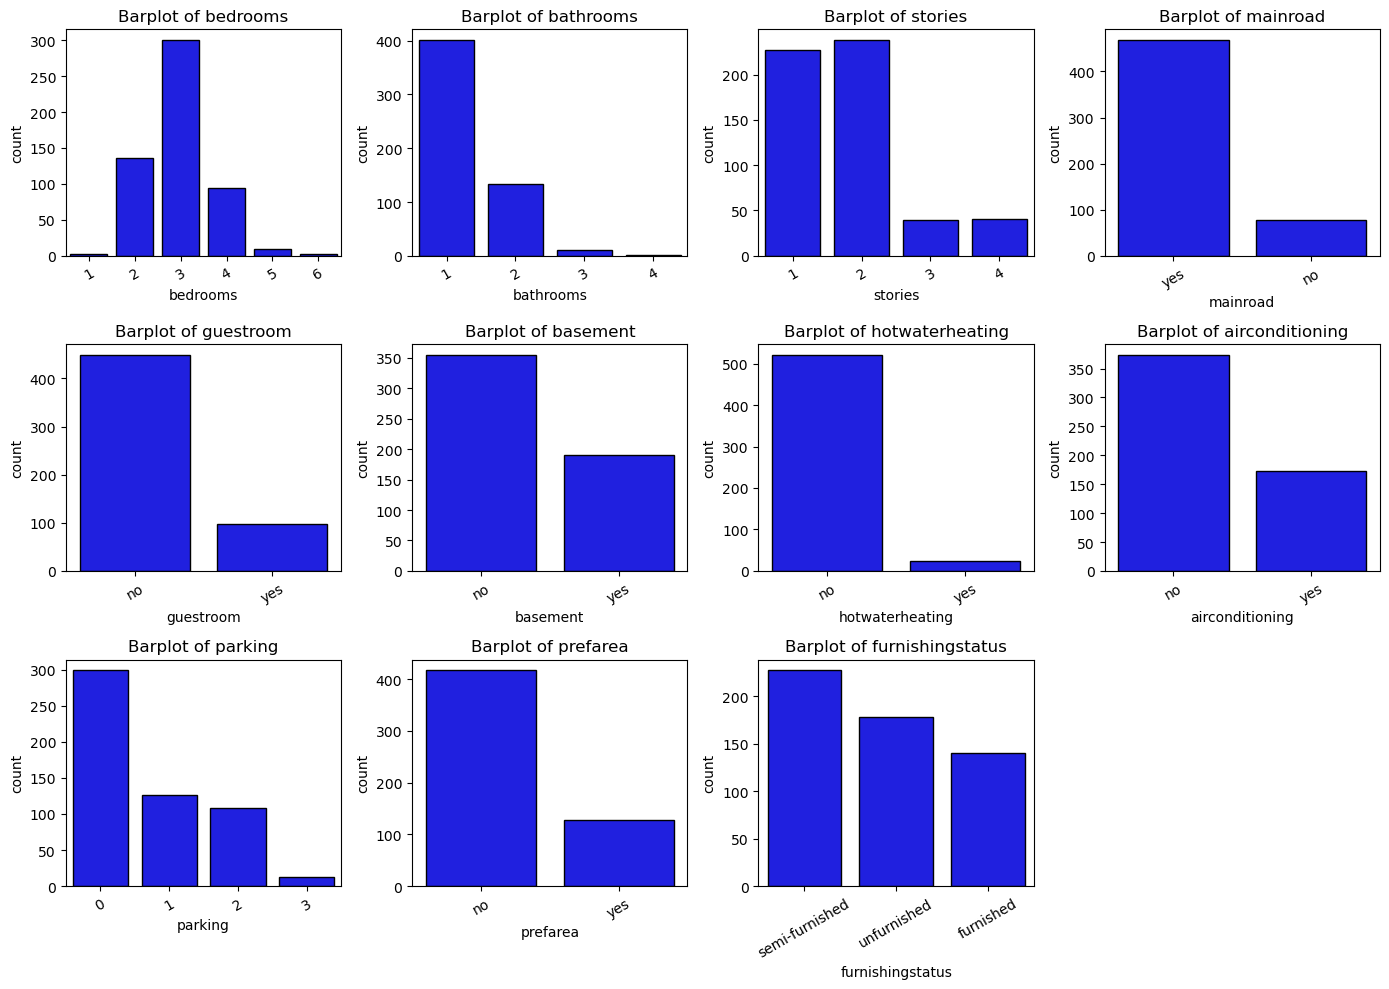 Barplot of bedrooms
300
250
200
150
100
50
0
count
1 2 3 4 5 6
bedrooms
Barplot of bathrooms
400
300
200
100
0
count
1 2 3 4
bathrooms
Barplot of stories
200
150
100
50
0
count
1 2 3 4
stories
Barplot of mainroad
400
300
200
100
0
count
yes no
mainroad
Barplot of guestroom
400
300
200
100
0
count
no yes
guestroom
Barplot of basement
350
300
250
200
150
100
50
0
count
no yes
basement
Barplot of hotwaterheating
500
400
300
200
100
0
count
no yes
hotwaterheating
Barplot of airconditioning
350
300
250
200
150
100
50
0
count
no yes
airconditioning
Barplot of parking
300
250
200
150
100
50
0
count
0 1 2 3
parking
Barplot of prefarea
400
300
200
100
0
count
no yes
prefarea
Barplot of furnishingstatus
200
150
100
50
0
count
semi-furnished unfurnished furnished
furnishingstatus